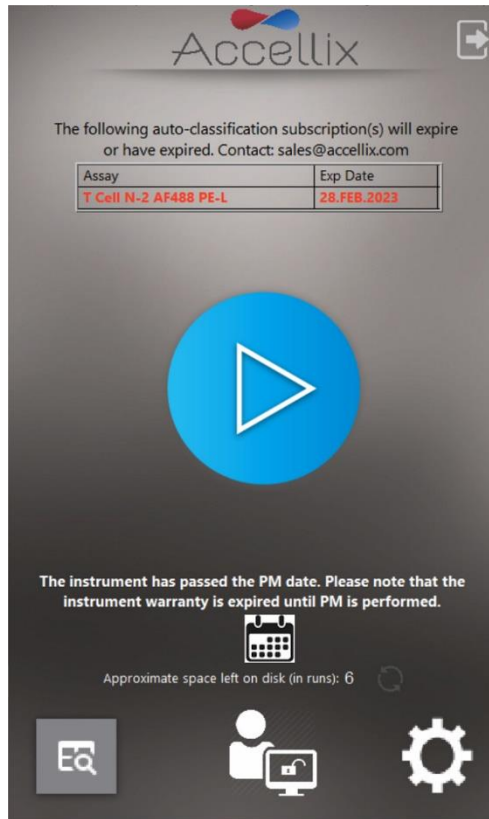 Accellix
The following auto-classification subscription(s) will expire
or have expired. Contact: sales@accellix.com
Assay Exp Date
T Cell N-2 AF488 PE-L 28.FEB.2023
The instrument has passed the PM date. Please note that the
instrument warranty is expired until PM is performed.
Approximate space left on disk (in runs): 6